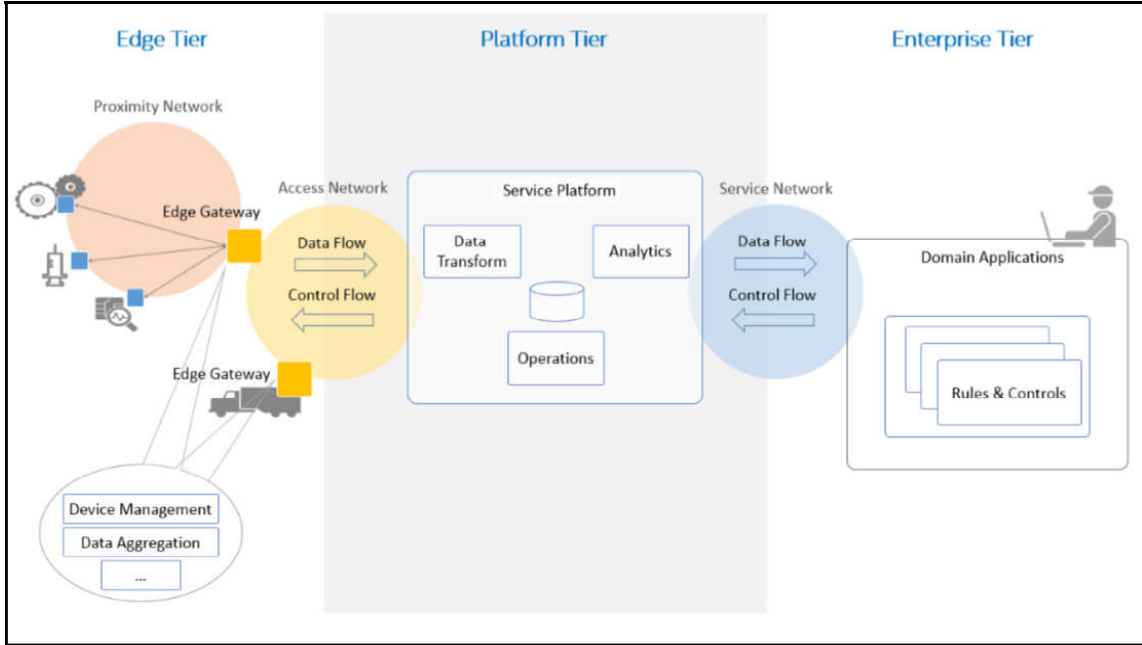 Edge Tier
Platform Tier
Enterprise Tier
Proximity Network
Edge Gateway
Access Network
Data Flow
Control Flow
Edge Gateway
Device Management
Data Aggregation
...
Service Platform
Data
Transform
Analytics
Operations
Service Network
Data Flow
Control Flow
Domain Applications
Rules & Controls